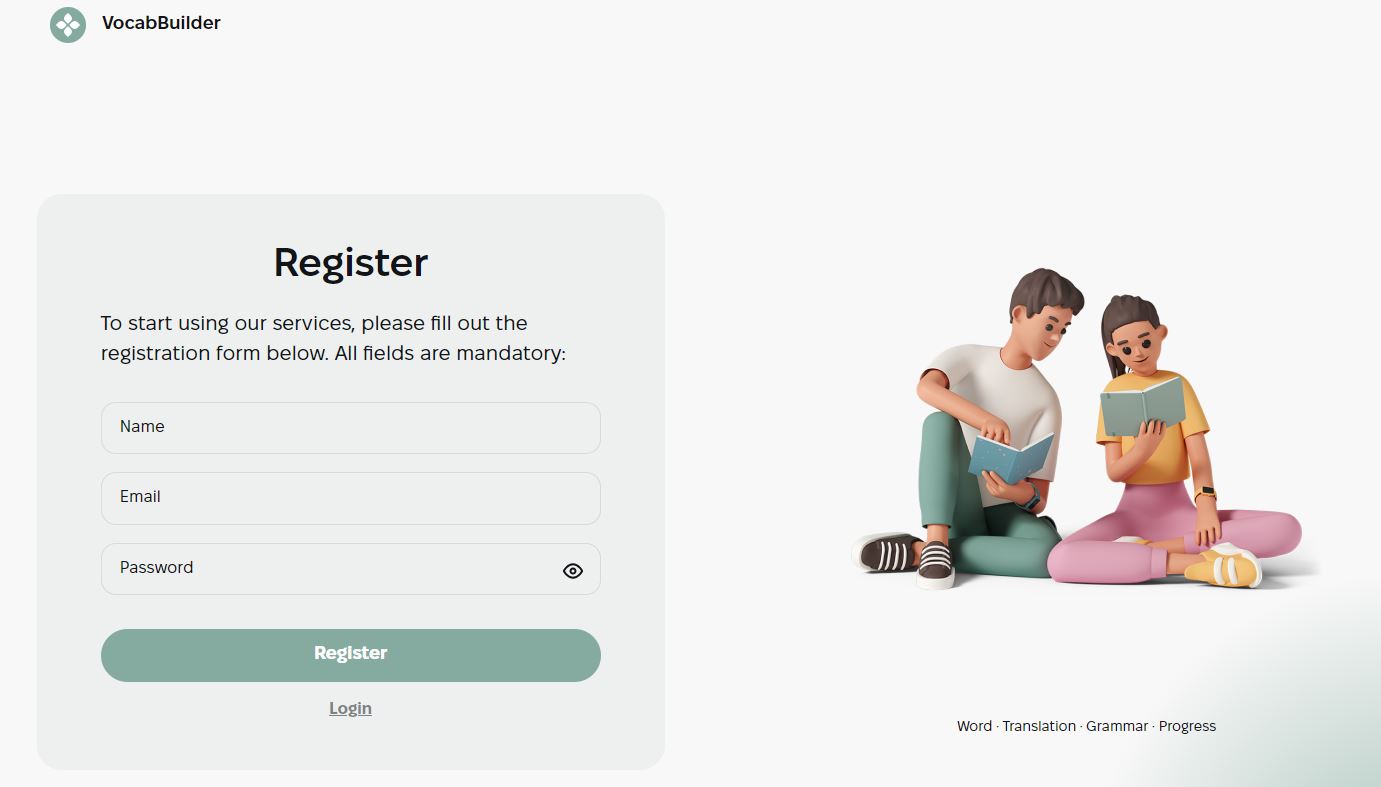 VocabBuilder
Register
To start using our services, please fill out the
registration form below. All fields are mandatory:
Name
Email
Password
Register
Login
Word · Translation · Grammar · Progress